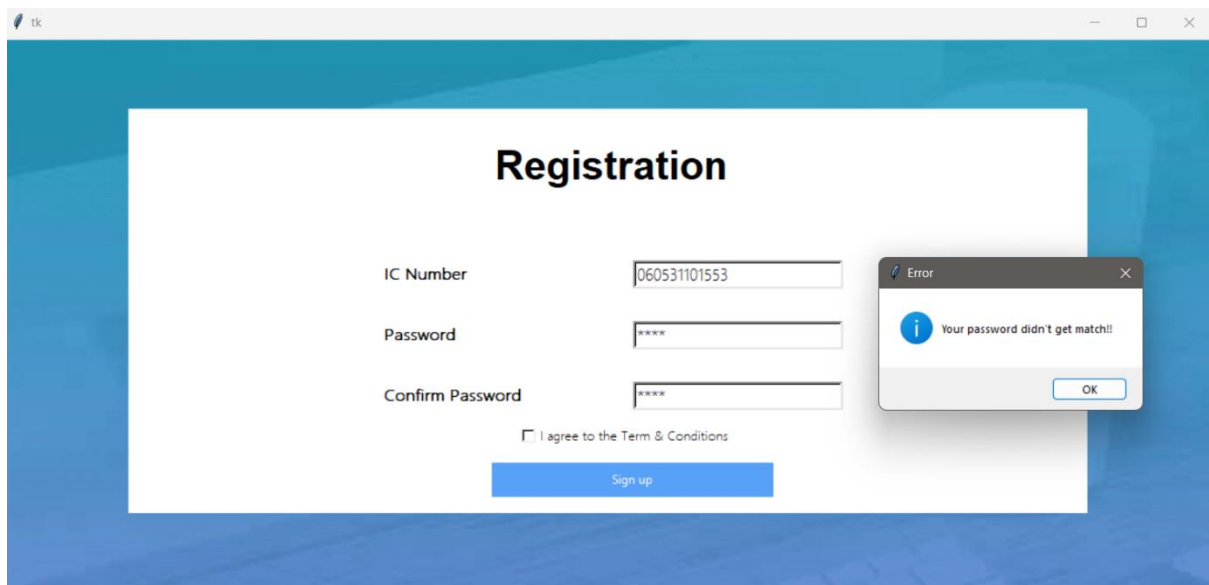 tk
Registration
IC Number
060531101553
Error
Your password didn't get match!!
Password
****
OK
Confirm Password
****
I agree to the Term & Conditions
Sign up